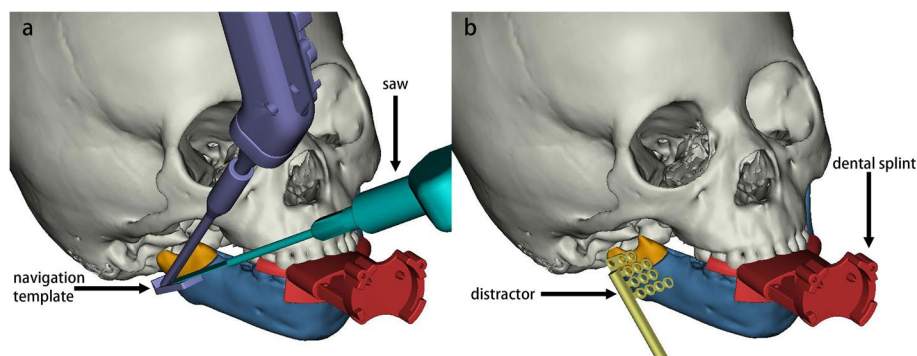 a
saw
navigation
template
b
dental splint
distractor